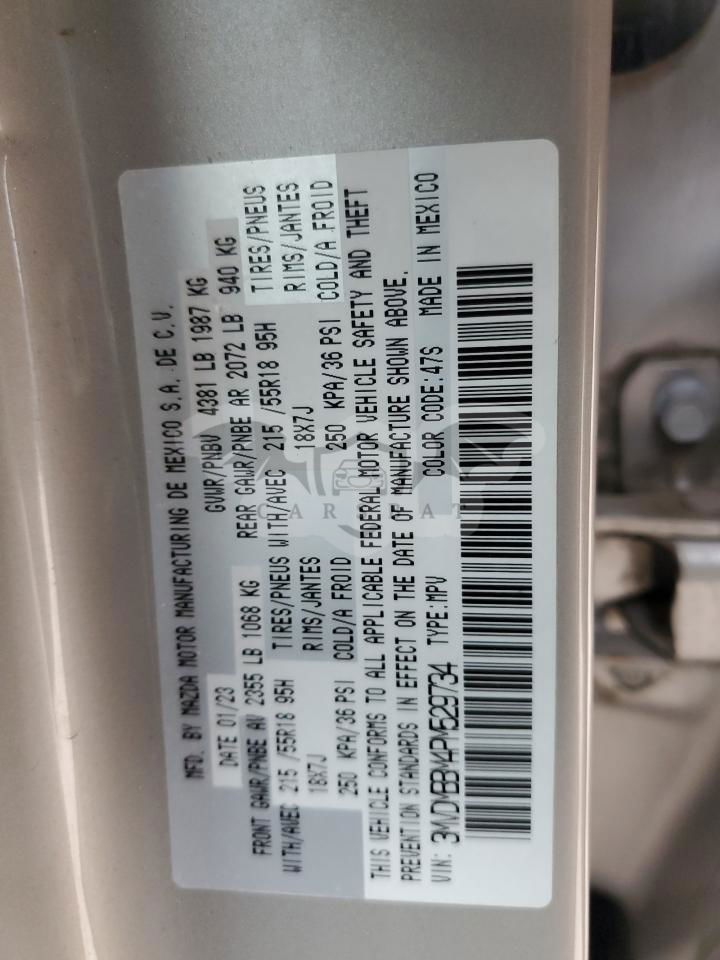 MFD. BY MAZDA MOTOR MANUFACTURING DE MEXICO S.A. DE C.V.
DATE 01/23 GVWR/PNBV 4381 LB 1987 KG
FRONT GAWR/PNBE AV 2355 LB 1068 KG REAR GAWR/PNBE AR 2072 LB 940 KG
WITH/AVEC 215 /55R18 95H TIRES/PNEUS WITH/AVEC 215 /55R18 95H TIRES/PNEUS
18X7J RIMS/JANTES 18X7J RIMS/JANTES
250 KPA/36 PSI COLD/A FROID 250 KPA/36 PSI COLD/A FROID
THIS VEHICLE CONFORMS TO ALL APPLICABLE FEDERAL MOTOR VEHICLE SAFETY AND THEFT
PREVENTION STANDARDS IN EFFECT ON THE DATE OF MANUFACTURE SHOWN ABOVE.
VIN: 3MVDMBBM4PM529734 TYPE:MPV COLOR CODE:47S MADE IN MEXICO